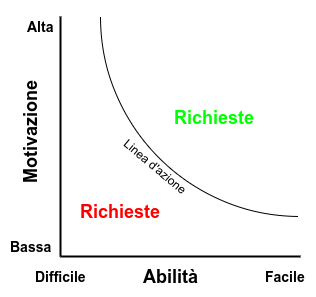 Alta
Motivazione
Richieste
Linea d'azione
Richieste
Bassa
Difficile
Abilità
Facile